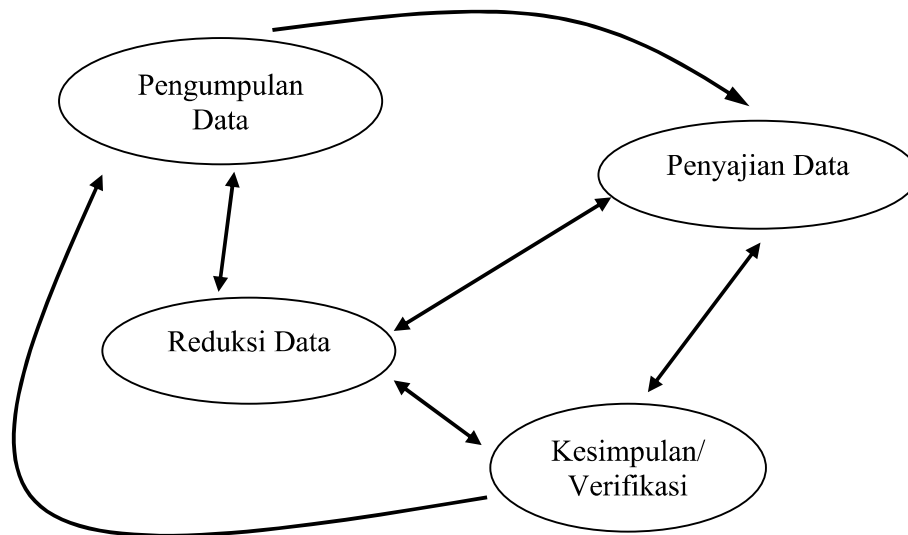 Pengumpulan
Data
Penyajian Data
Reduksi Data
Kesimpulan/
Verifikasi